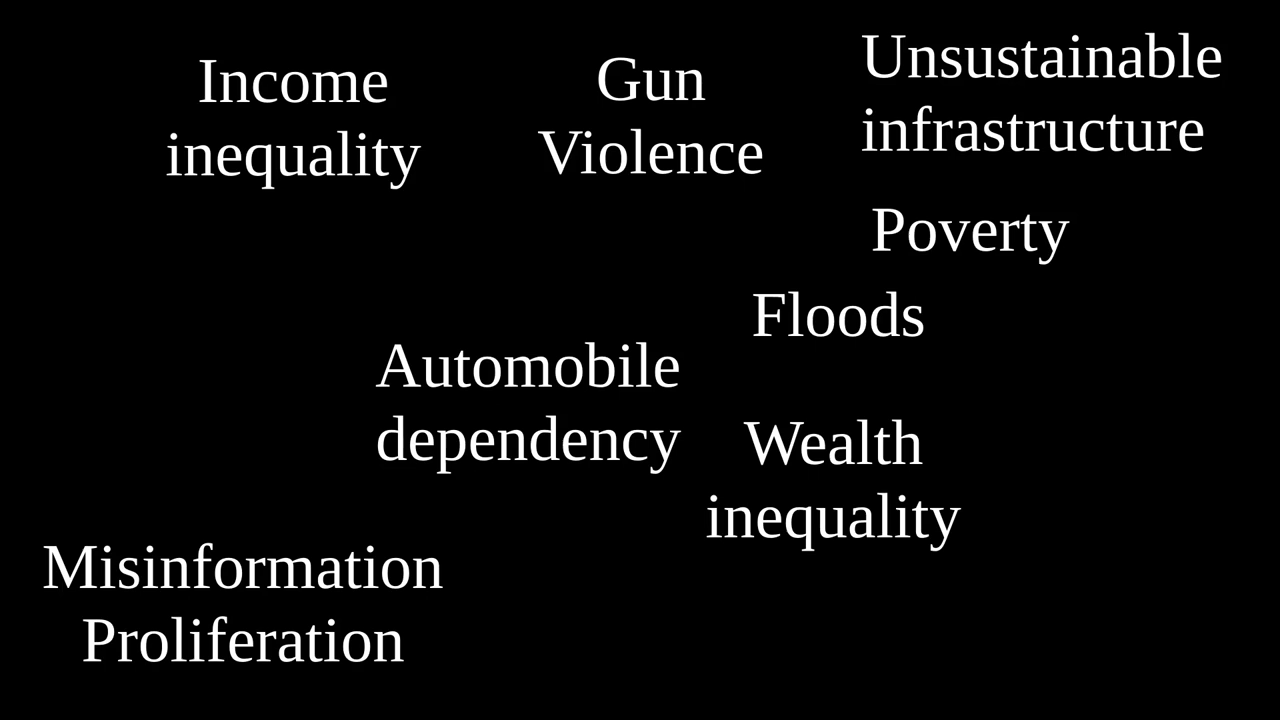 Income
inequality
Gun
Violence
Unsustainable
infrastructure
Poverty
Floods
Automobile
dependency
Wealth
inequality
Misinformation
Proliferation